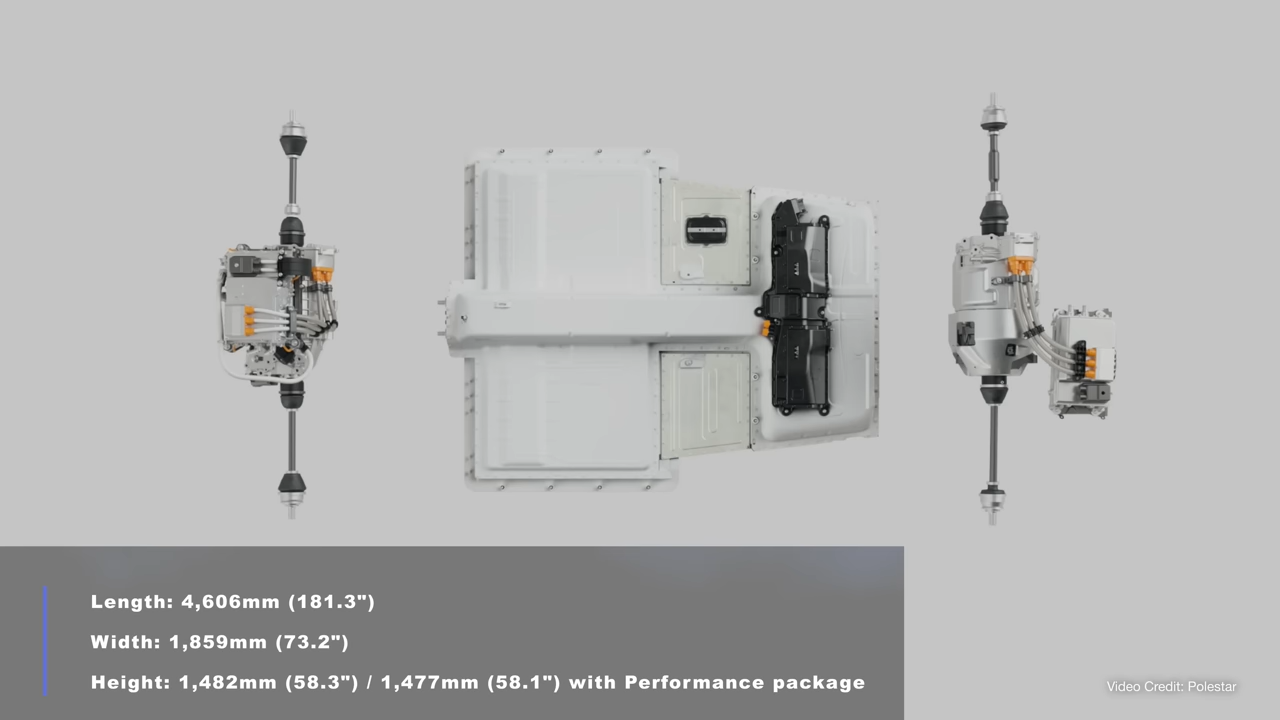 Length: 4,606mm (181.3")
Width: 1,859mm (73.2")
Height: 1,482mm (58.3") / 1,477mm (58.1") with Performance package
Video Credit: Polestar